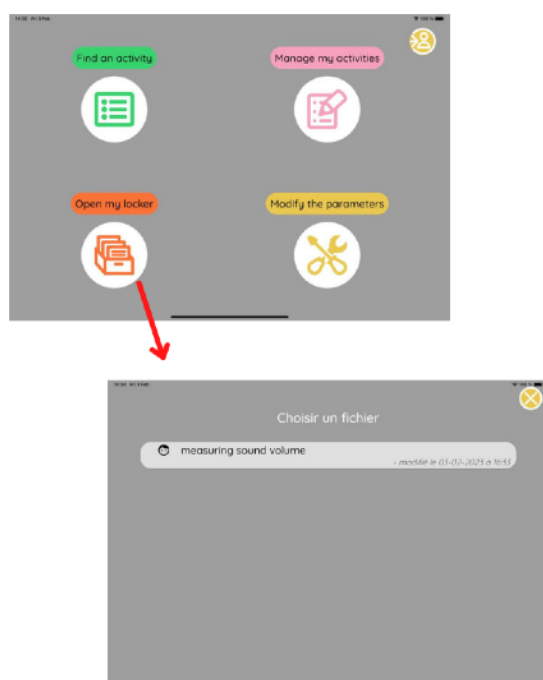 Find an activity
Manage my activities
Open my locker
Modify the parameters
Choisir un fichier
measuring sound volume
- modifié le 03-02-2023 à 16:33